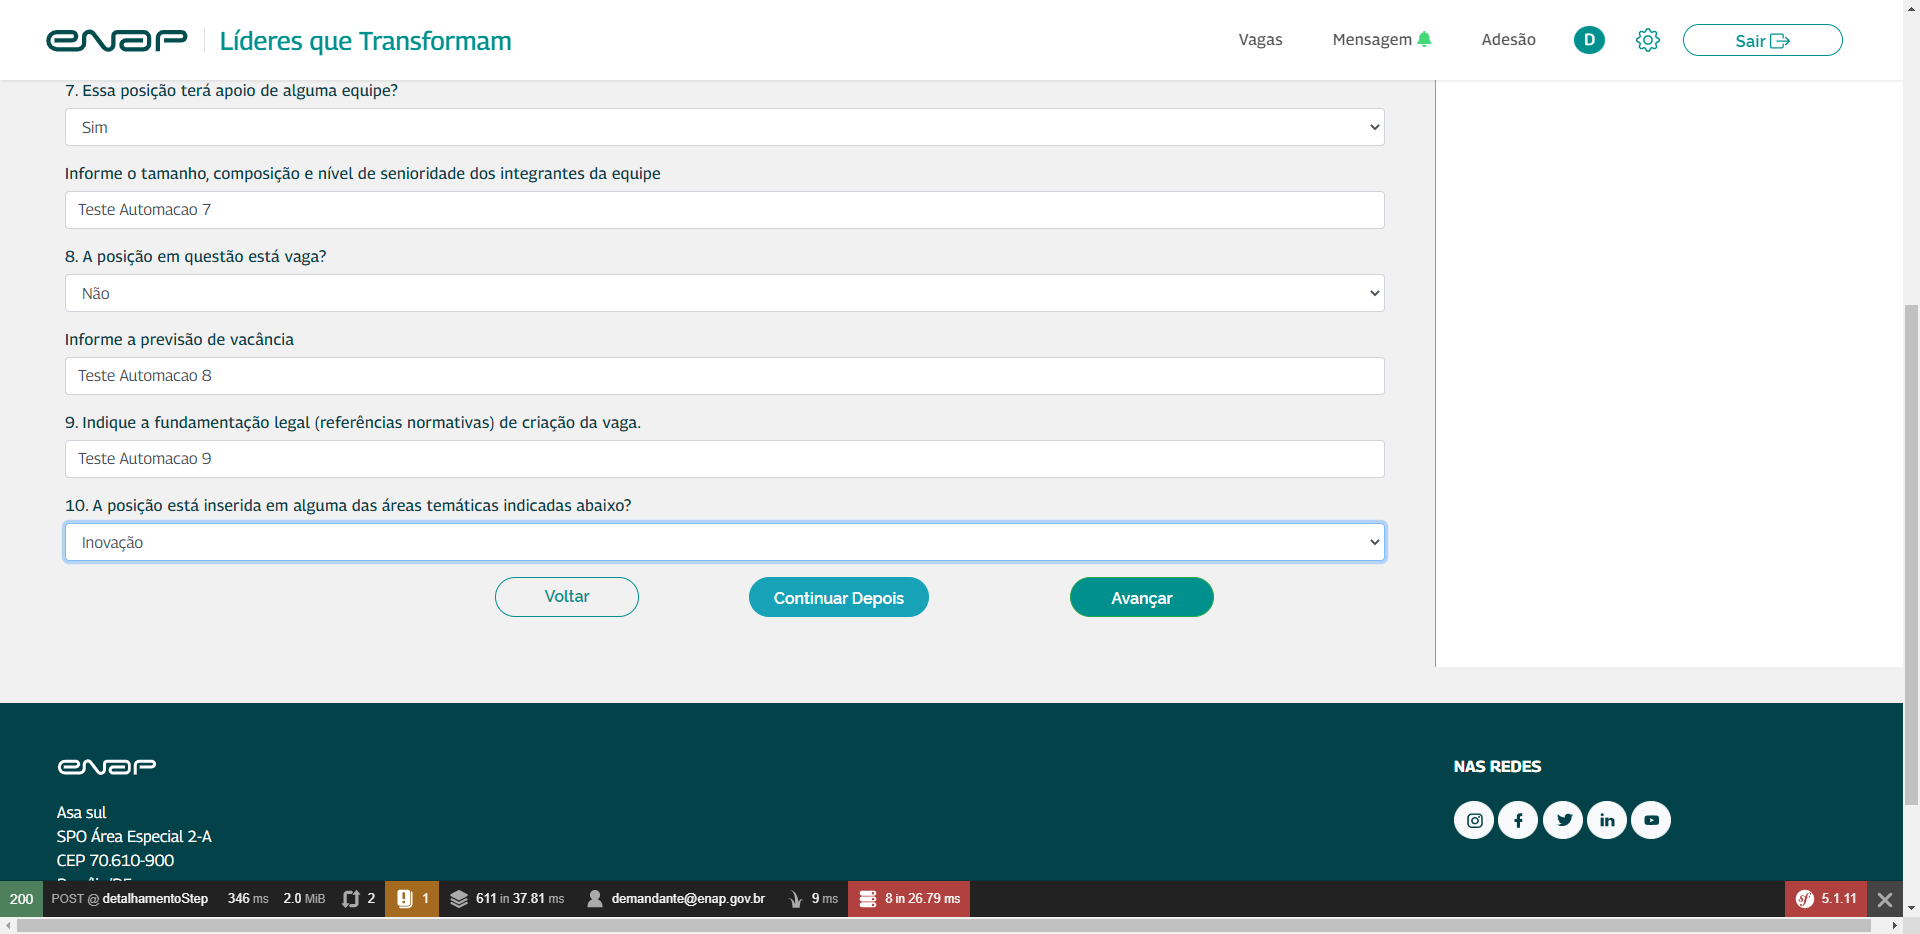 enap
Líderes que Transformam
Vagas
Mensagem
Adesão
D
Sair
7. Essa posição terá apoio de alguma equipe?
Sim
Informe o tamanho, composição e nível de senioridade dos integrantes da equipe
Teste Automacao 7
8. A posição em questão está vaga?
Não
Informe a previsão de vacância
Teste Automacao 8
9. Indique a fundamentação legal (referências normativas) de criação da vaga.
Teste Automacao 9
10. A posição está inserida em alguma das áreas temáticas indicadas abaixo?
Inovação
Voltar
Continuar Depois
Avançar
enap
NAS REDES
Asa sul
SPO Área Especial 2-A
CEP 70.610-900
200 POST @ detalhamentoStep 346 ms 2.0 MiB 2 1 611 in 37.81 ms demandante@enap.gov.br 9 ms 8 in 26.79 ms sf 5.1.11